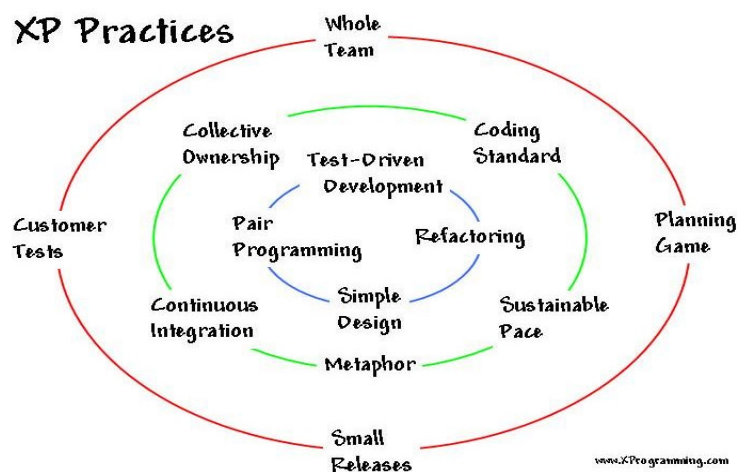 XP Practices
Whole
Team
Collective
Ownership
Coding
Standard
Test-Driven
Development
Customer
Tests
Pair
Programming
Refactoring
Planning
Game
Continuous
Integration
Simple
Design
Sustainable
Pace
Metaphor
Small
Releases
www.XProgramming.com